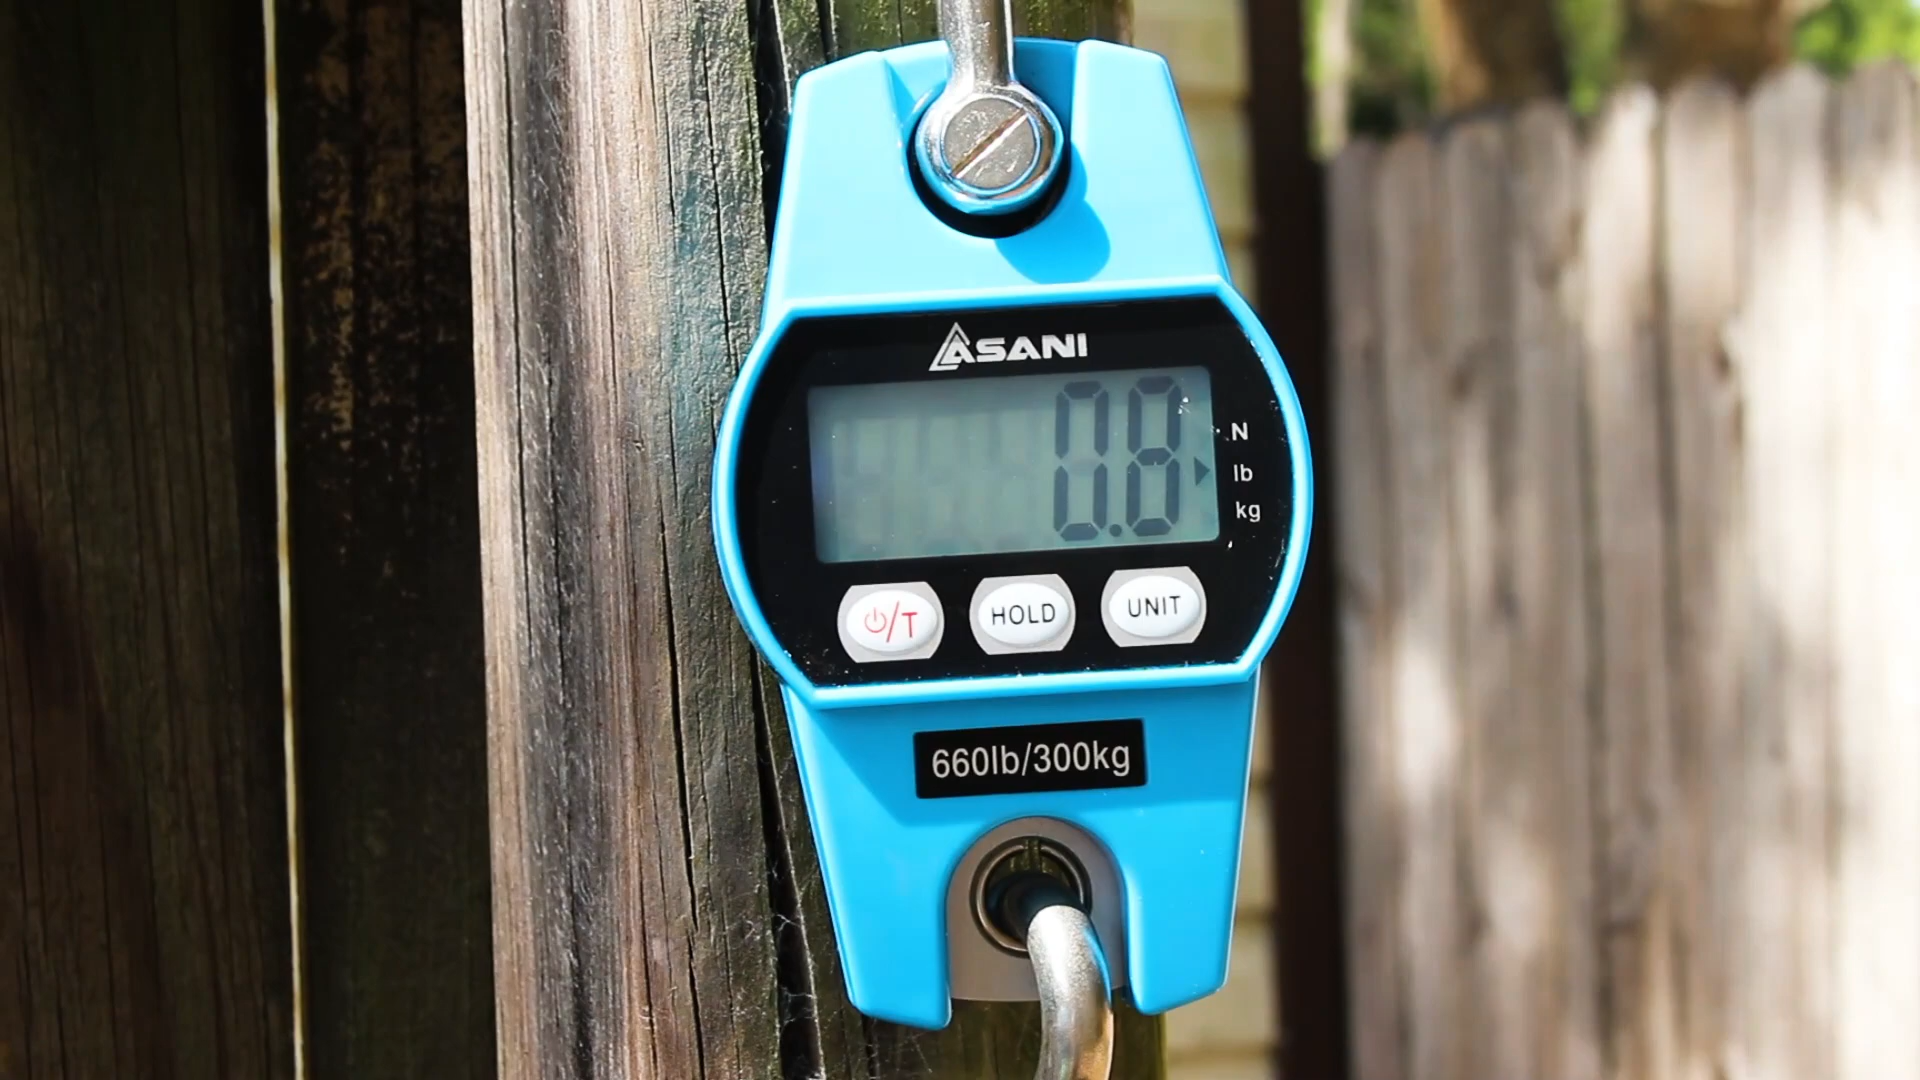 ASANI
0.8
N
lb
kg
⏻/T
HOLD
UNIT
660lb/300kg